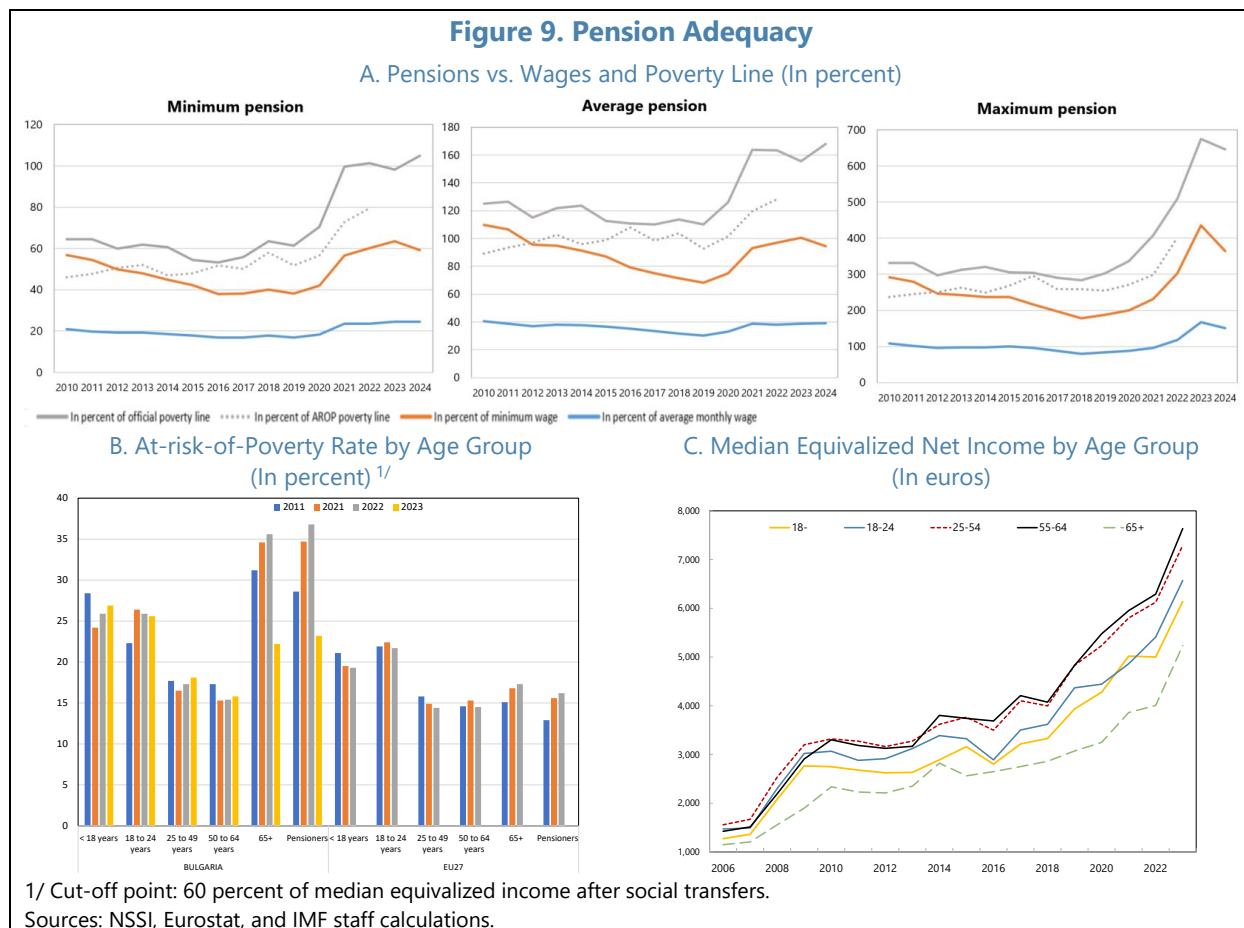 Figure 9. Pension Adequacy
A. Pensions vs. Wages and Poverty Line (In percent)
Minimum pension
120
100
80
60
40
20
0
2010 2011 2012 2013 2014 2015 2016 2017 2018 2019 2020 2021 2022 2023 2024
Average pension
180
160
140
120
100
80
60
40
20
0
2010 2011 2012 2013 2014 2015 2016 2017 2018 2019 2020 2021 2022 2023 2024
Maximum pension
700
600
500
400
300
200
100
0
2010 2011 2012 2013 2014 2015 2016 2017 2018 2019 2020 2021 2022 2023 2024
In percent of official poverty line In percent of AROP poverty line In percent of minimum wage In percent of average monthly wage
B. At-risk-of-Poverty Rate by Age Group
(In percent) 1/
40
35
30
25
20
15
10
5
0
2011 2021 2022 2023
< 18 years 18 to 24 years 25 to 49 years 50 to 64 years 65+ Pensioners < 18 years 18 to 24 years 25 to 49 years 50 to 64 years 65+ Pensioners
BULGARIA EU27
C. Median Equivalized Net Income by Age Group
(In euros)
8,000
7,000
6,000
5,000
4,000
3,000
2,000
1,000
18- 18-24 25-54 55-64 65+
2006 2008 2010 2012 2014 2016 2018 2020 2022
1/ Cut-off point: 60 percent of median equivalized income after social transfers.
Sources: NSSI, Eurostat, and IMF staff calculations.